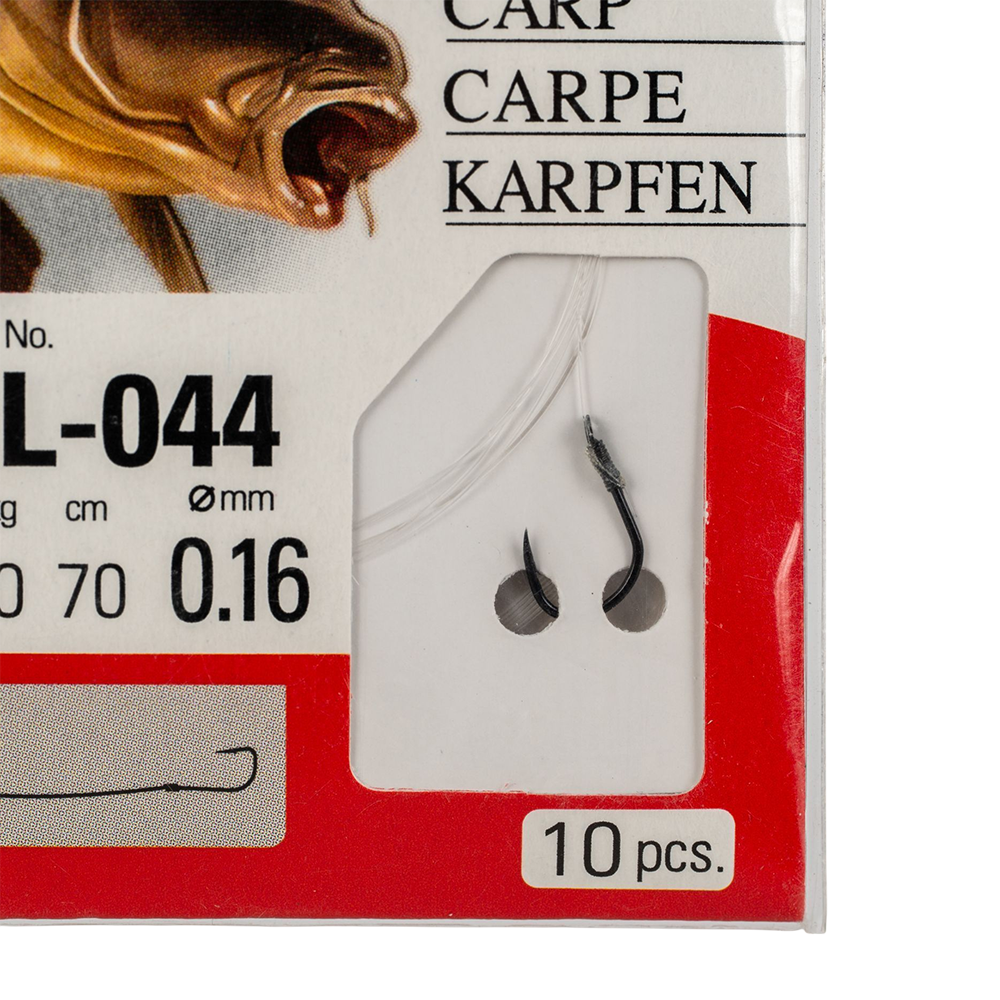 CARP
CARPE
KARPFEN
No.
L-044
g cm Ømm
0 70 0.16
10 pcs.